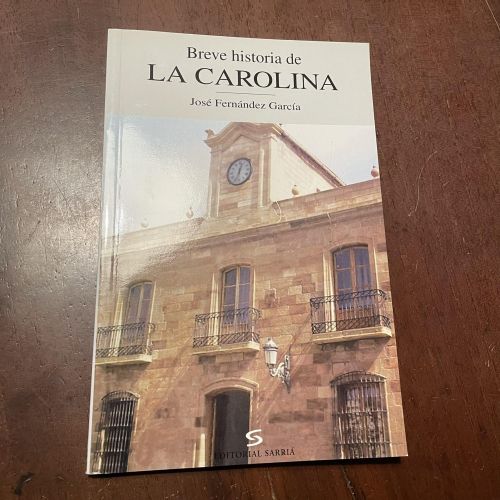 Breve historia de
LA CAROLINA
José Fernández García
EDITORIAL SARRIÁ